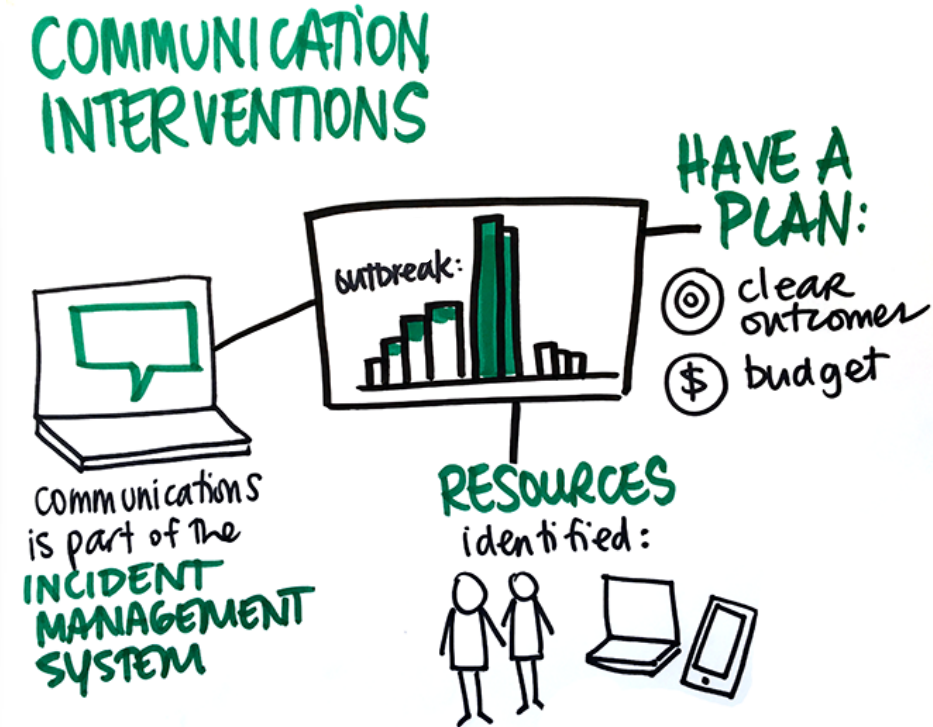 COMMUNICATION
INTERVENTIONS
HAVE A
PLAN:
clear
outcomes
$ budget
outbreak:
communications
is part of the
INCIDENT
MANAGEMENT
SYSTEM
RESOURCES
identified: